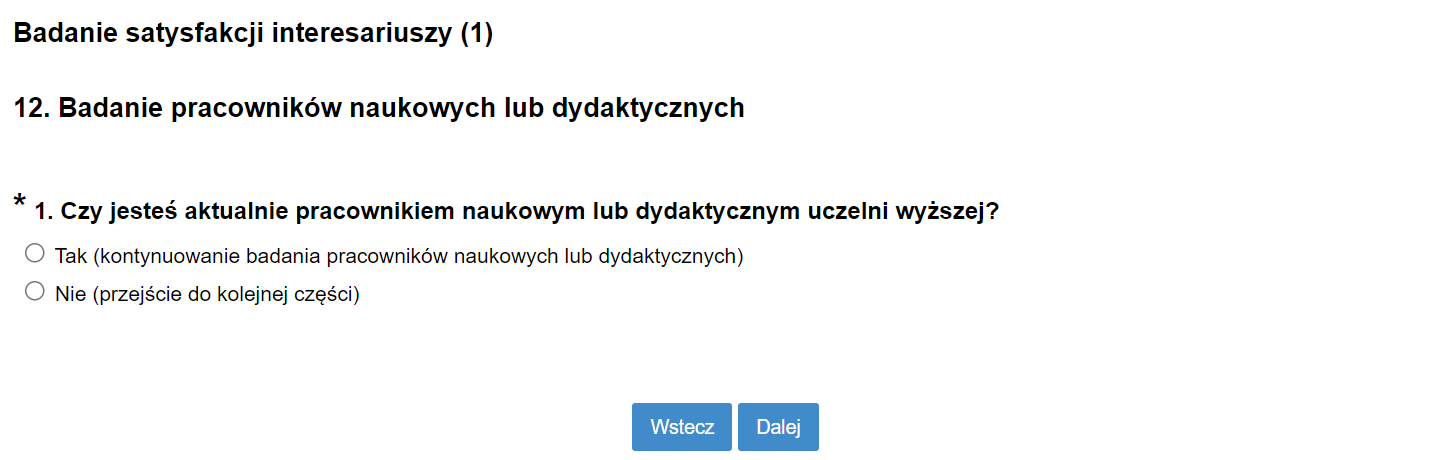 Badanie satysfakcji interesariuszy (1)
12. Badanie pracowników naukowych lub dydaktycznych
* 1. Czy jesteś aktualnie pracownikiem naukowym lub dydaktycznym uczelni wyższej?
Tak (kontynuowanie badania pracowników naukowych lub dydaktycznych)
Nie (przejście do kolejnej części)
Wstecz Dalej